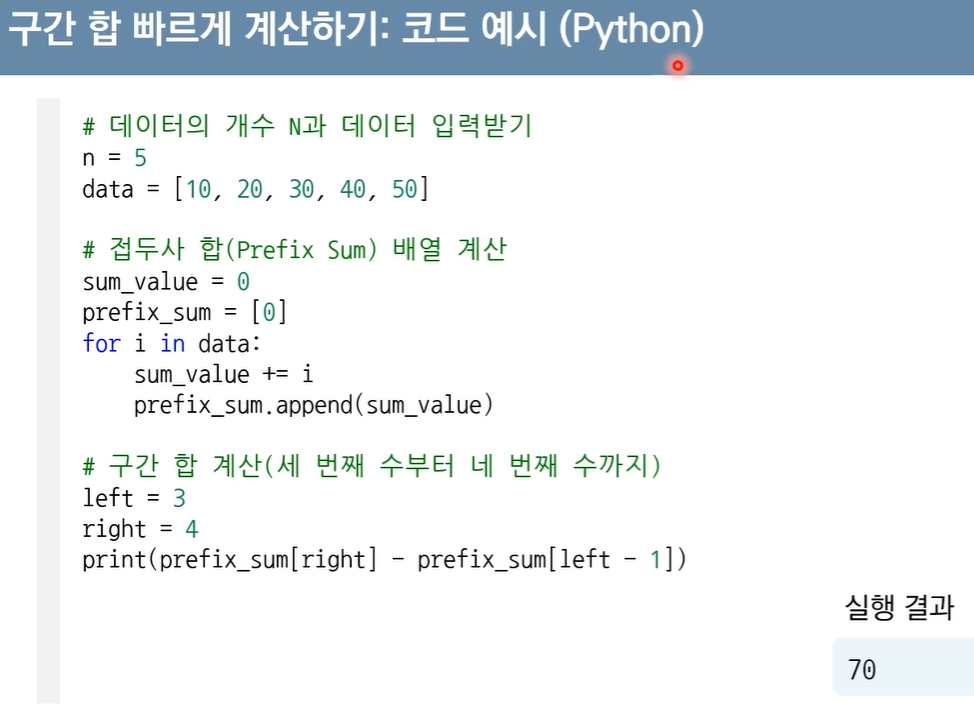 구간 합 빠르게 계산하기: 코드 예시 (Python)
# 데이터의 개수 N과 데이터 입력받기
n = 5
data = [10, 20, 30, 40, 50]
# 접두사 합(Prefix Sum) 배열 계산
sum_value = 0
prefix_sum = [0]
for i in data:
    sum_value += i
    prefix_sum.append(sum_value)
# 구간 합 계산(세 번째 수부터 네 번째 수까지)
left = 3
right = 4
print(prefix_sum[right] - prefix_sum[left - 1])
실행 결과
70